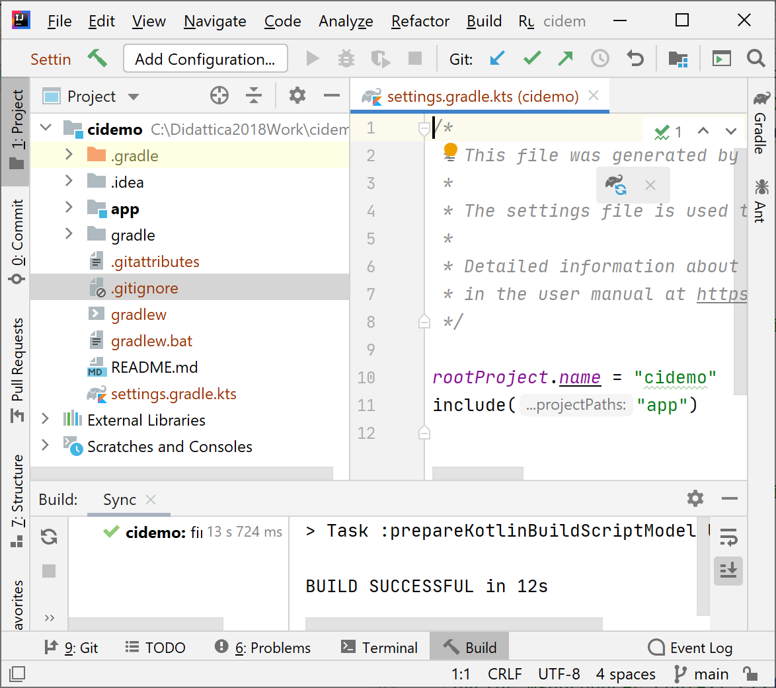 File Edit View Navigate Code Analyze Refactor Build Ru cidem
Settin Add Configuration... Git:
1: Project
0: Commit
Pull Requests
7: Structure
avorites
Project
cidemo C:\Didattica2018Work\cidem
.gradle
.idea
app
gradle
.gitattributes
.gitignore
gradlew
gradlew.bat
MD README.md
settings.gradle.kts
External Libraries
Scratches and Consoles
settings.gradle.kts (cidemo)
1 /*
2 * This file was generated by
3 *
4 * The settings file is used t
5 *
6 * Detailed information about
7 * in the user manual at https
8 */
9
10 rootProject.name = "cidemo"
11 include( ...projectPaths: "app")
12
1
Gradle
Ant
Build: Sync
cidemo: fi 13 s 724 ms
> Task :prepareKotlinBuildScriptModel
BUILD SUCCESSFUL in 12s
9: Git TODO 6: Problems Terminal Build Event Log
1:1 CRLF UTF-8 4 spaces main